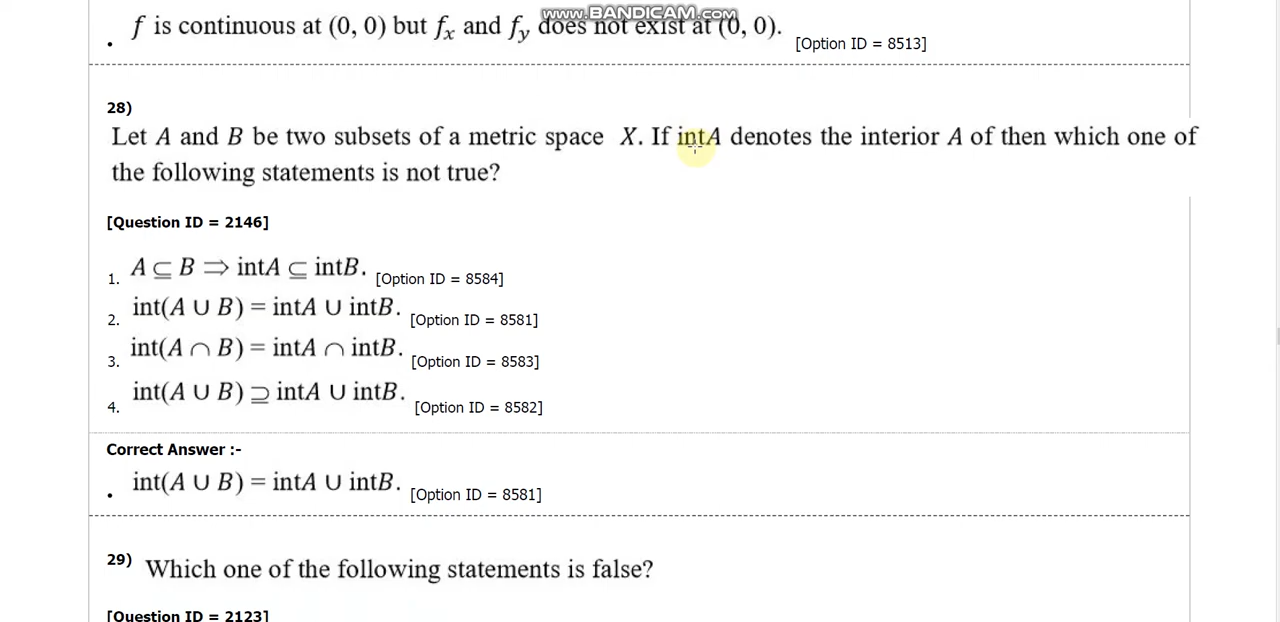 www.BANDICAM.com
• f is continuous at (0, 0) but fₓ and f_y does not exist at (0, 0). [Option ID = 8513]
28)
Let A and B be two subsets of a metric space X. If intA denotes the interior A of then which one of
the following statements is not true?
[Question ID = 2146]
1. A ⊆ B ⟹ intA ⊆ intB. [Option ID = 8584]
2. int(A ∪ B) = intA ∪ intB. [Option ID = 8581]
3. int(A ∩ B) = intA ∩ intB. [Option ID = 8583]
4. int(A ∪ B) ⊇ intA ∪ intB. [Option ID = 8582]
Correct Answer :-
• int(A ∪ B) = intA ∪ intB. [Option ID = 8581]
29) Which one of the following statements is false?
[Question ID = 2123]